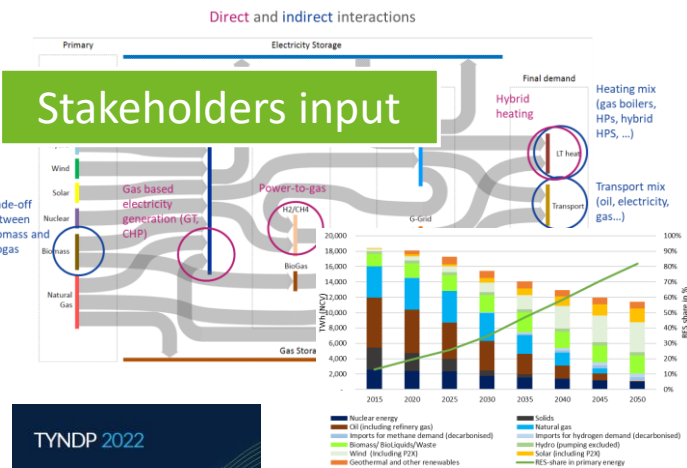 Direct and indirect interactions
Primary
Electricity Storage
Final demand
Stakeholders input
Hybrid
heating
Heating mix
(gas boilers,
HPs, hybrid
HPS, ...)
Wind
LT heat
Solar
Gas based
electricity
generation (GT,
CHP)
Power-to-gas
Transport mix
(oil, electricity,
gas...)
Nuclear
H2/CH4
Transport
G-Grid
biomass and
Biomass
BioGas
Natural
Gas
20,000
18,000
16,000
14,000
12,000
10,000
8,000
6,000
4,000
2,000
-
TWh (NCV)
100%
90%
80%
70%
60%
50%
40%
30%
20%
10%
0%
RES share in %
2015 2020 2025 2030 2035 2040 2045 2050
Nuclear energy
Solids
Oil (including refinery gas)
Natural gas
Imports for methane demand (decarbonised)
Imports for hydrogen demand (decarbonised)
Biomass/ BioLiquids/Waste
Hydro (pumping excluded)
Wind (Including P2X)
Solar (including P2X)
Geothermal and other renewables
RES-share in primary energy
TYNDP 2022